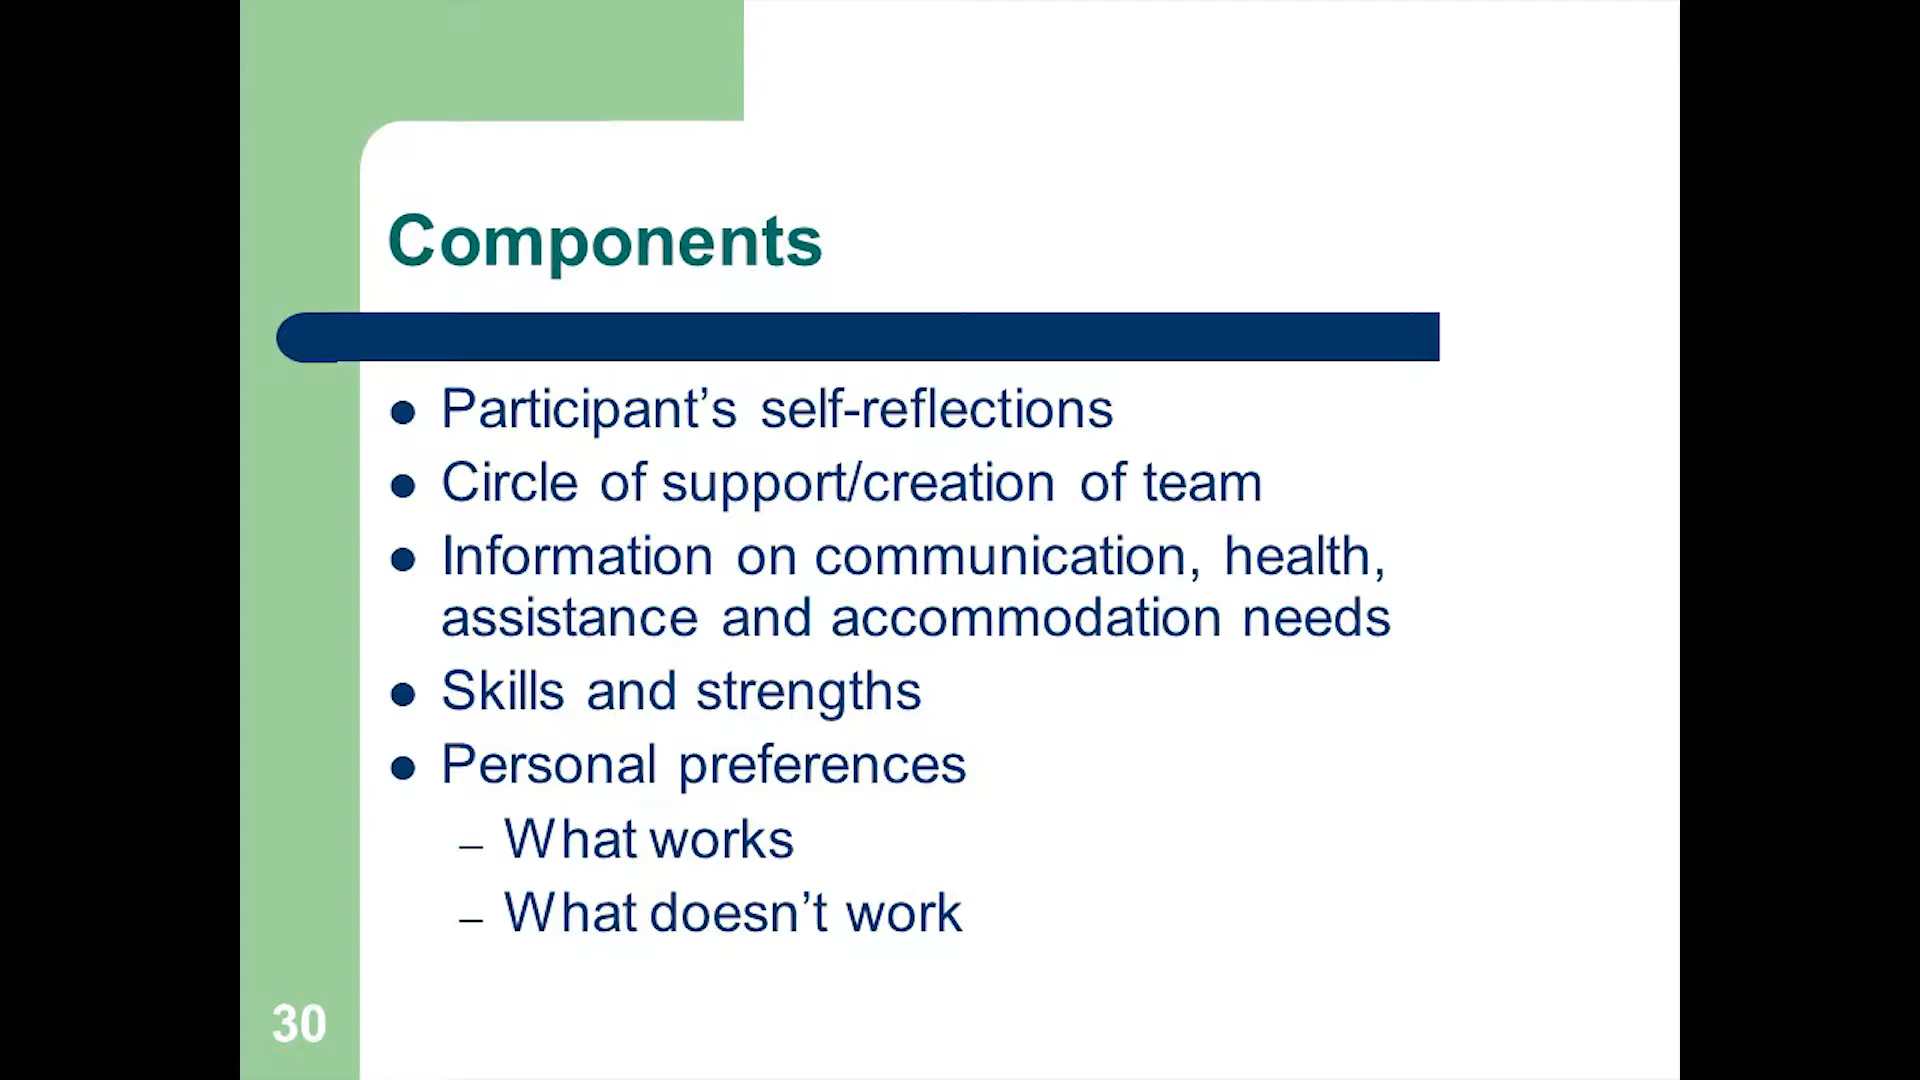 Components
● Participant’s self-reflections
● Circle of support/creation of team
● Information on communication, health,
assistance and accommodation needs
● Skills and strengths
● Personal preferences
– What works
– What doesn’t work
30